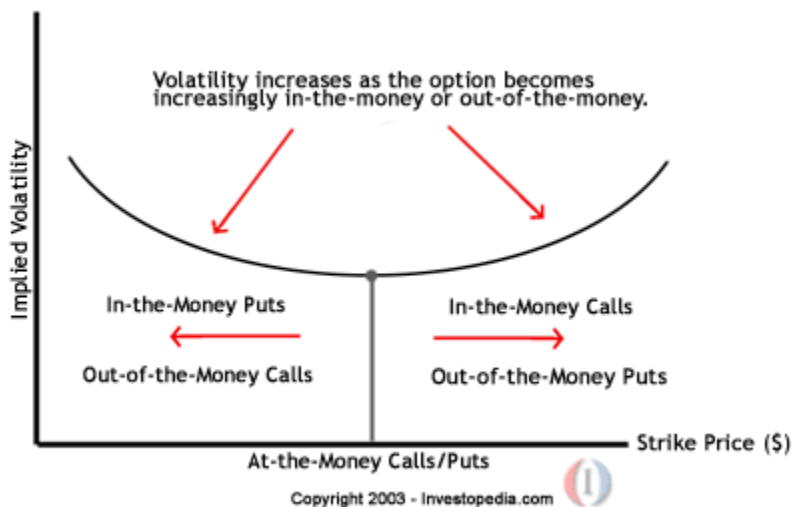 Volatility increases as the option becomes
increasingly in-the-money or out-of-the-money.
Implied Volatility
In-the-Money Puts
In-the-Money Calls
Out-of-the-Money Calls
Out-of-the-Money Puts
Strike Price ($)
At-the-Money Calls/Puts
Copyright 2003 - Investopedia.com
I